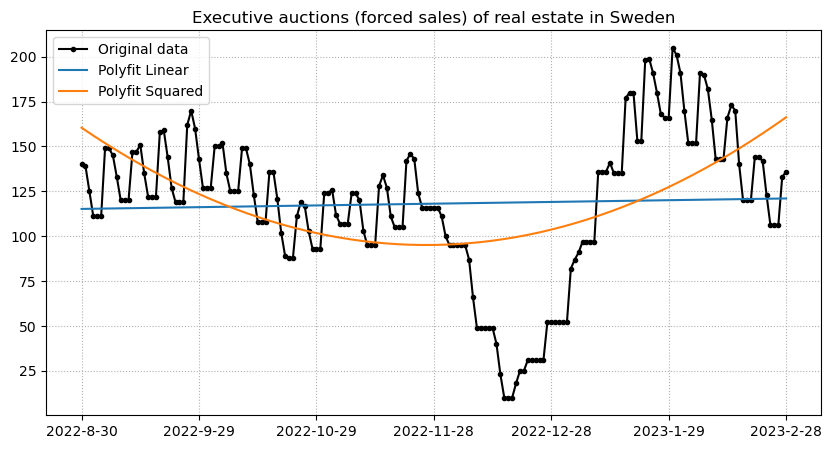 Executive auctions (forced sales) of real estate in Sweden
Original data
Polyfit Linear
Polyfit Squared
200
175
150
125
100
75
50
25
2022-8-30 2022-9-29 2022-10-29 2022-11-28 2022-12-28 2023-1-29 2023-2-28